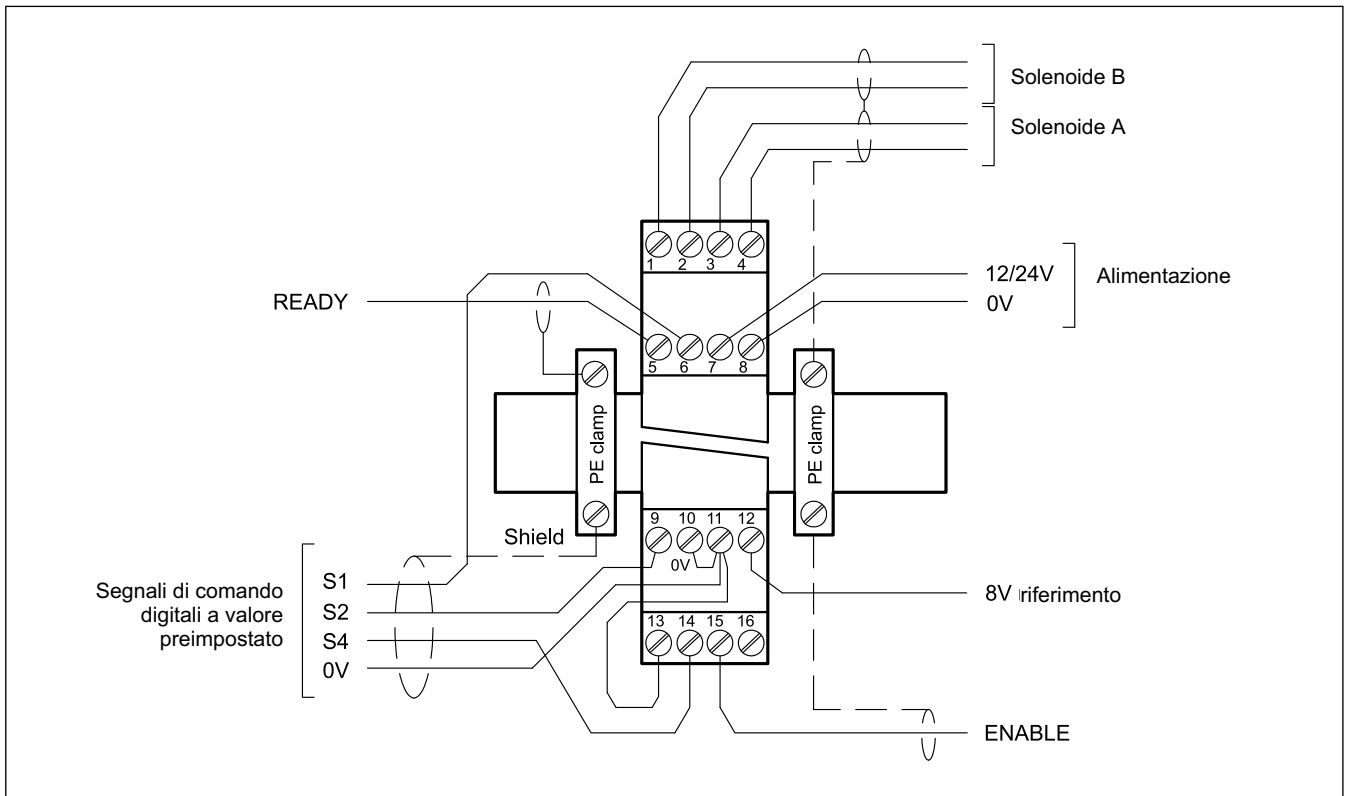 Solenoide B
Solenoide A
1 2 3 4
12/24V
Alimentazione
READY
0V
5 6 7 8
PE clamp
PE clamp
9 10 11 12
Shield
0V
Segnali di comando
digitali a valore
preimpostato
S1
S2
S4
0V
8V riferimento
13 14 15 16
ENABLE